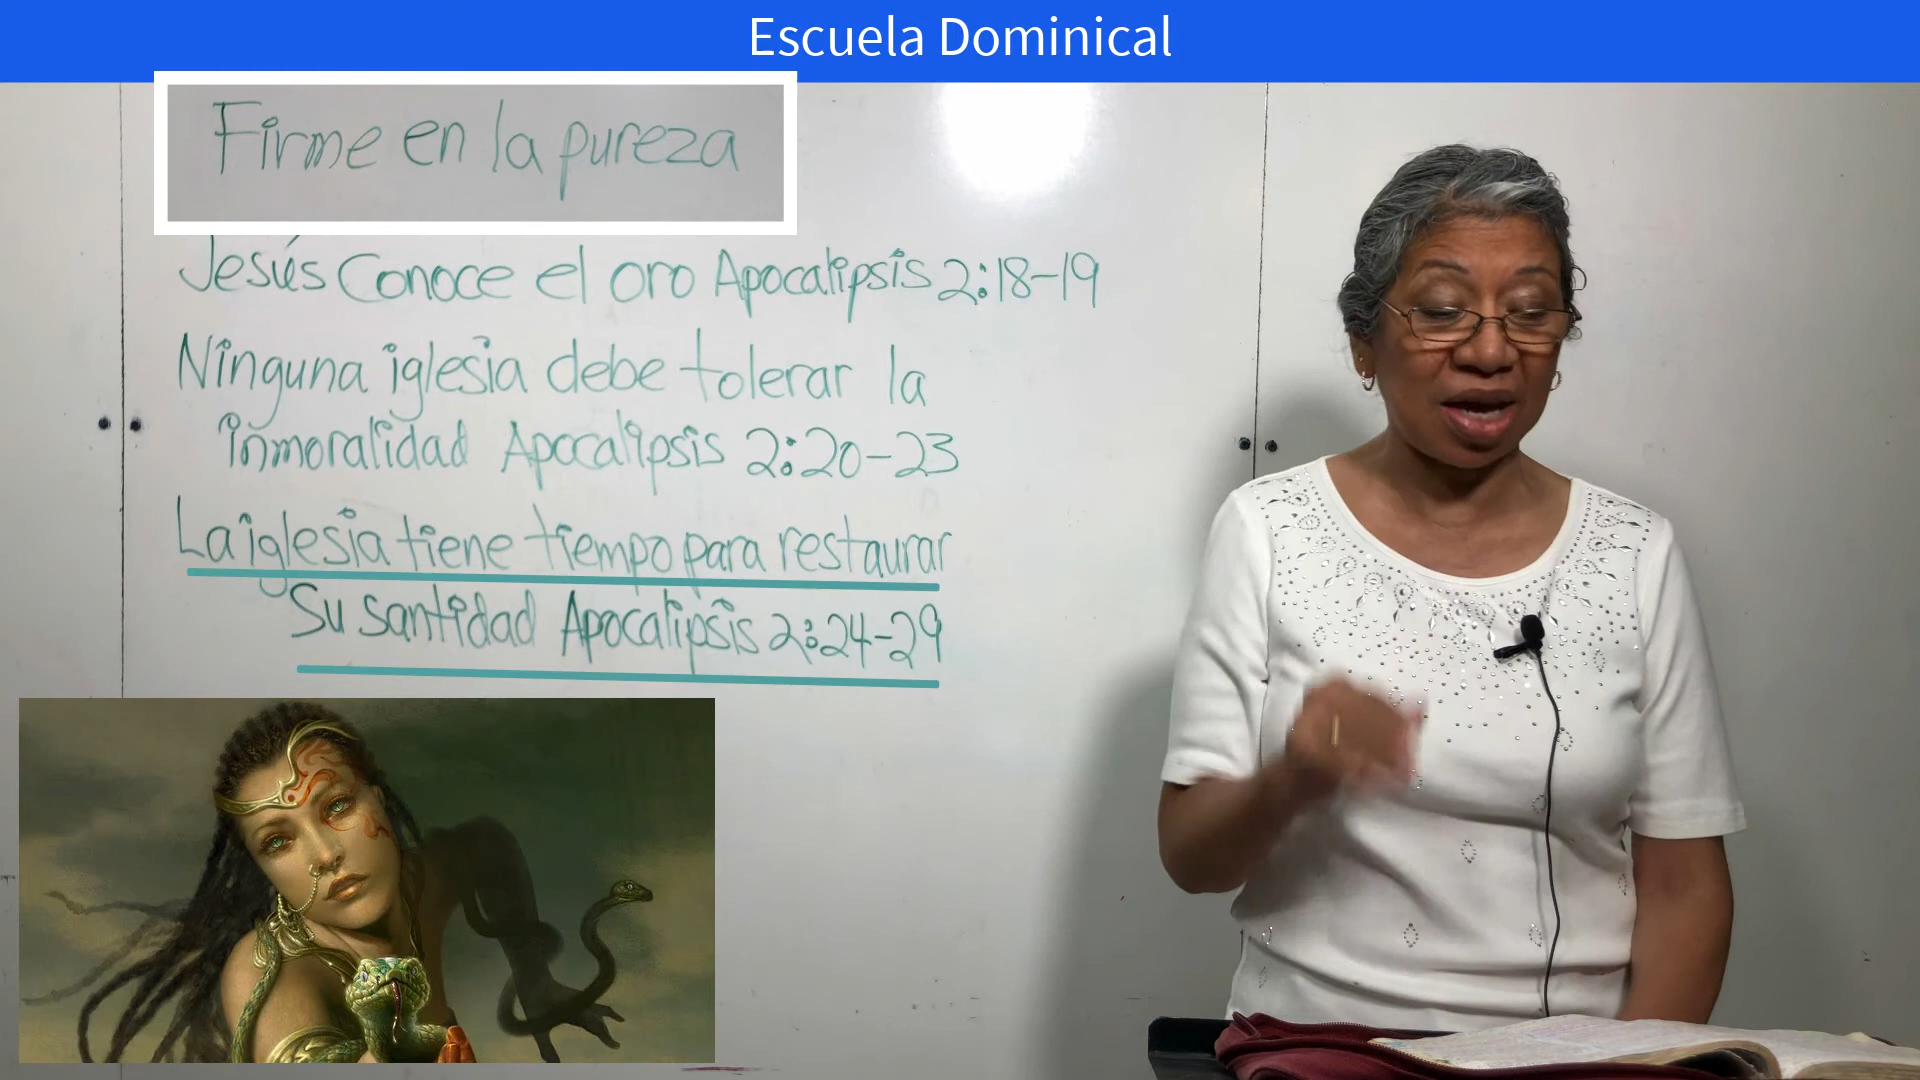 Escuela Dominical
Firme en la pureza
Jesús Conoce el oro Apocalipsis 2:18-19
Ninguna iglesia debe tolerar la
inmoralidad Apocalipsis 2:20-23
La iglesia tiene tiempo para restaurar
Su santidad Apocalipsis 2:24-29